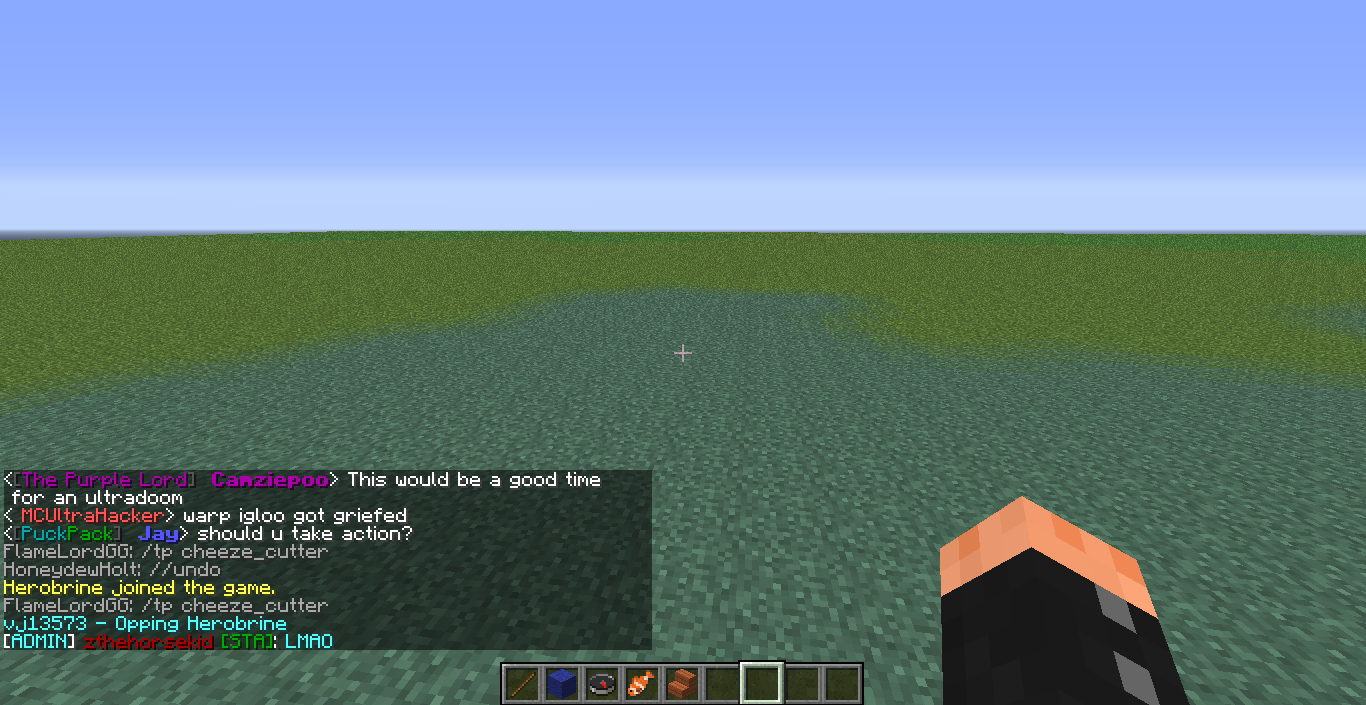 <[The Purple Lord] Camziepoo> This would be a good time
for an ultradoom
< MCUltraHacker> warp igloo got griefed
<[PuckPack] Jay> should u take action?
FlameLordGG: /tp cheeze_cutter
HoneydewHolt: //undo
Herobrine joined the game.
FlameLordGG: /tp cheeze_cutter
vj13573 - Opping Herobrine
[ADMIN] zthehorsekid [STA]: LMAO